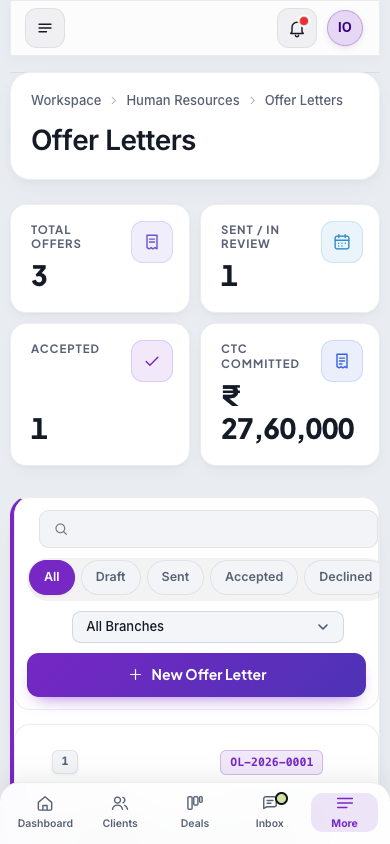 IO
Workspace > Human Resources > Offer Letters
Offer Letters
TOTAL
OFFERS
3
SENT / IN
REVIEW
1
ACCEPTED
1
CTC
COMMITTED
₹
27,60,000
All Draft Sent Accepted Declined
All Branches
+ New Offer Letter
1 OL-2026-0001
Dashboard Clients Deals Inbox More